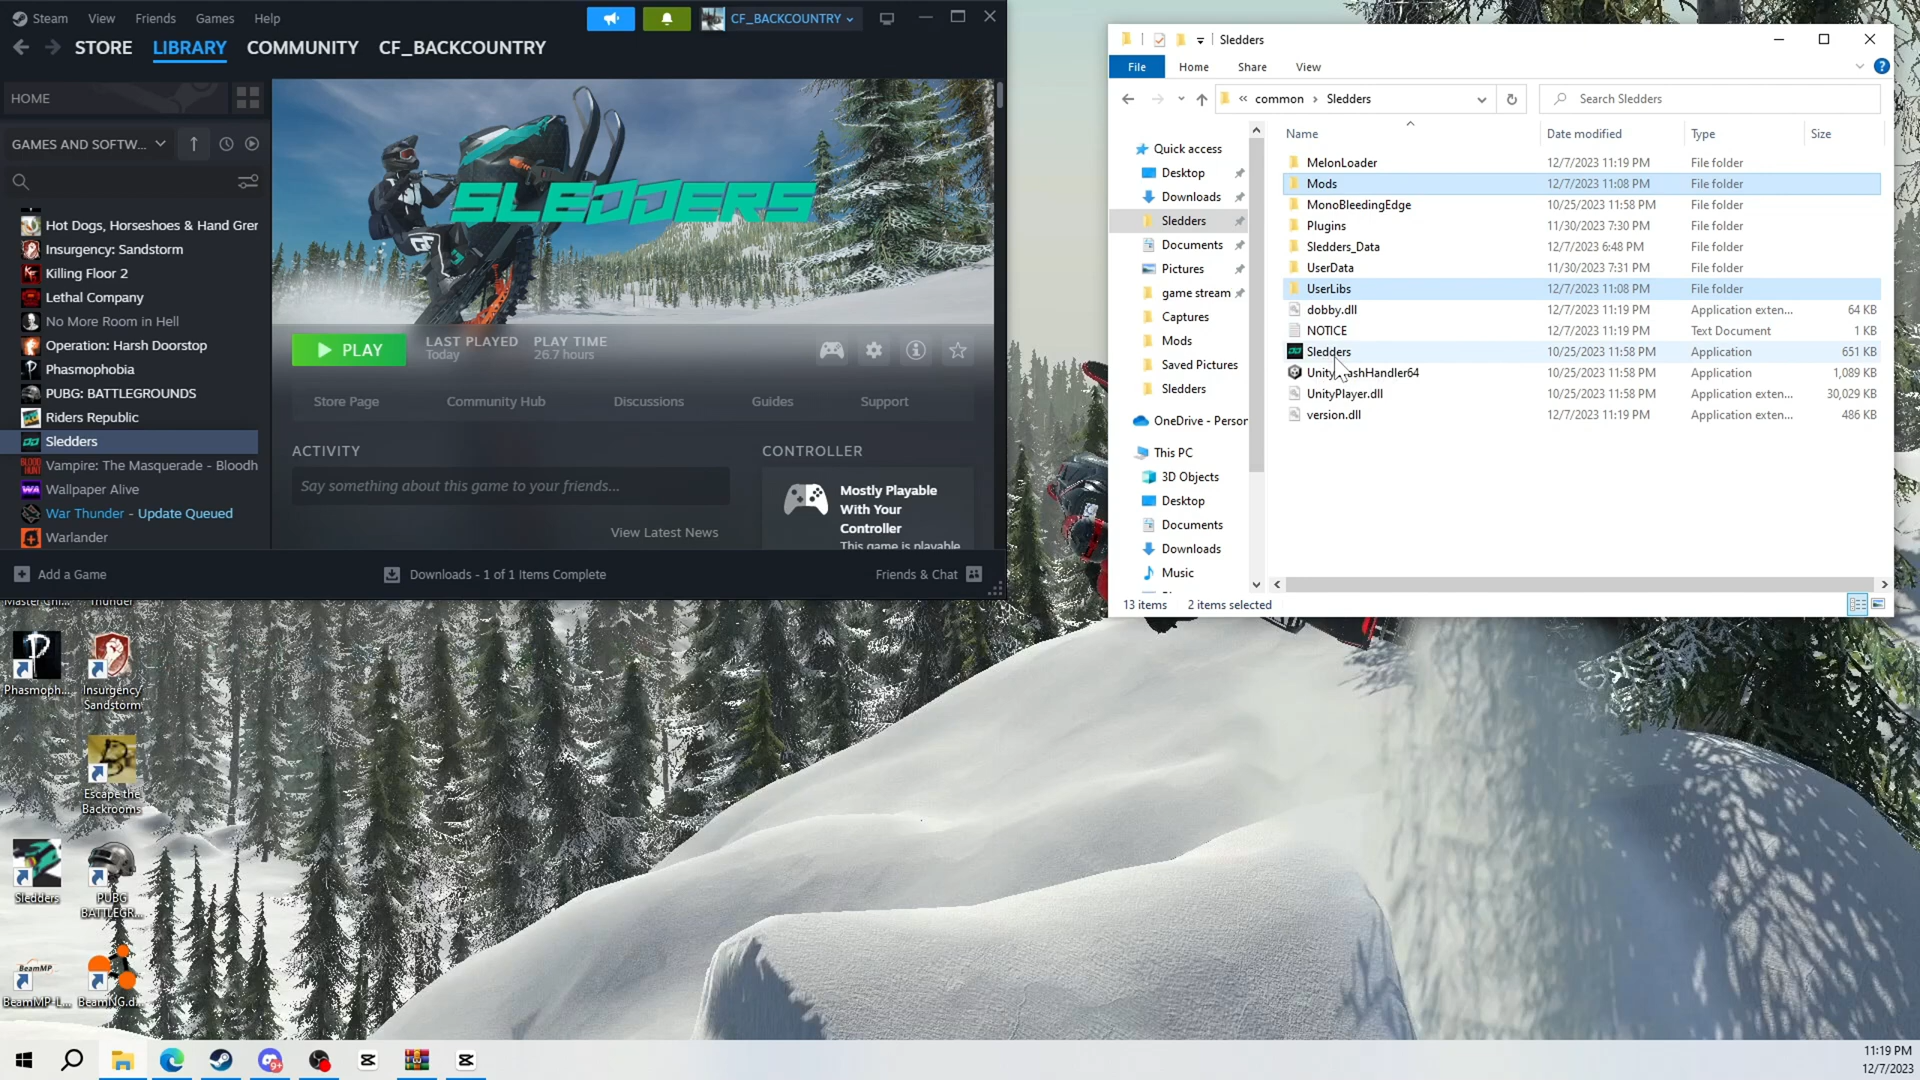 Steam View Friends Games Help CF_BACKCOUNTRY
STORE LIBRARY COMMUNITY CF_BACKCOUNTRY
HOME
GAMES AND SOFTW...
Hot Dogs, Horseshoes & Hand Gren
Insurgency: Sandstorm
Killing Floor 2
Lethal Company
No More Room in Hell
Operation: Harsh Doorstop
Phasmophobia
PUBG: BATTLEGROUNDS
Riders Republic
Sledders
Vampire: The Masquerade - Bloodh
Wallpaper Alive
War Thunder - Update Queued
Warlander
SLEDDERS
PLAY
LAST PLAYED
Today
PLAY TIME
26.7 hours
Store Page Community Hub Discussions Guides Support
ACTIVITY
Say something about this game to your friends...
View Latest News
CONTROLLER
Mostly Playable
With Your
Controller
This game is playable
Add a Game Downloads - 1 of 1 Items Complete Friends & Chat
Sledders
File Home Share View
« common › Sledders
Search Sledders
Quick access
Desktop
Downloads
Sledders
Documents
Pictures
game stream
Captures
Mods
Saved Pictures
Sledders
OneDrive - Person
This PC
3D Objects
Desktop
Documents
Downloads
Music
Name Date modified Type Size
MelonLoader 12/7/2023 11:19 PM File folder
Mods 12/7/2023 11:08 PM File folder
MonoBleedingEdge 10/25/2023 11:58 PM File folder
Plugins 11/30/2023 7:30 PM File folder
Sledders_Data 12/7/2023 6:48 PM File folder
UserData 11/30/2023 7:31 PM File folder
UserLibs 12/7/2023 11:08 PM File folder
dobby.dll 12/7/2023 11:19 PM Application exten... 64 KB
NOTICE 12/7/2023 11:19 PM Text Document 1 KB
Sledders 10/25/2023 11:58 PM Application 651 KB
UnityCrashHandler64 10/25/2023 11:58 PM Application 1,089 KB
UnityPlayer.dll 10/25/2023 11:58 PM Application exten... 30,029 KB
version.dll 12/7/2023 11:19 PM Application exten... 486 KB
13 items 2 items selected
Master Chi... Thunder
Phasmoph...
Insurgency
Sandstorm
Escape the
Backrooms
Sledders
PUBG
BATTLEGR...
BeamMP
BeamMP-L...
BeamNG.d...
9+
11:19 PM
12/7/2023